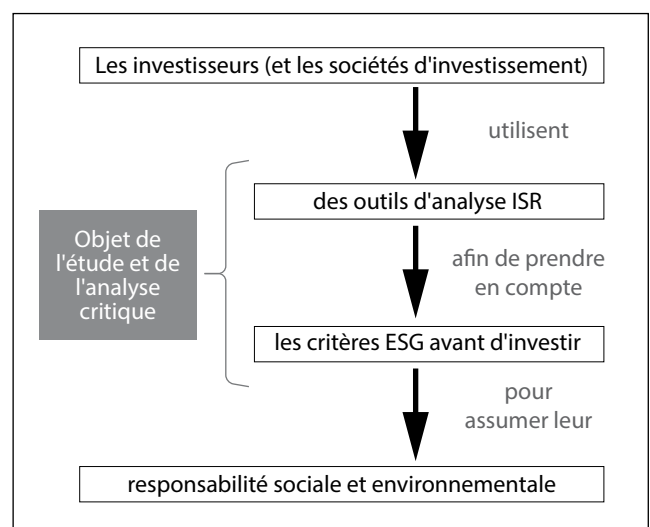 Les investisseurs (et les sociétés d'investissement)
utilisent
des outils d'analyse ISR
Objet de
l'étude et de
l'analyse
critique
afin de prendre
en compte
les critères ESG avant d'investir
pour
assumer leur
responsabilité sociale et environnementale